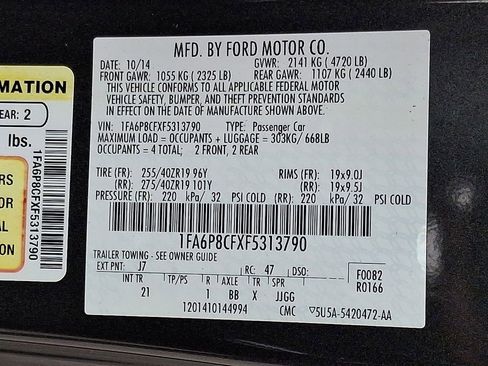 MFD. BY FORD MOTOR CO.
10/14 GVWR: 2141 KG (4720 LB)
FRONT GAWR: 1055 KG (2325 LB) REAR GAWR: 1107 KG (2440 LB)
THIS VEHICLE CONFORMS TO ALL APPLICABLE FEDERAL MOTOR
VEHICLE SAFETY, BUMPER, AND THEFT PREVENTION STANDARDS
IN EFFECT ON THE DATE OF MANUFACTURE SHOWN ABOVE.
VIN: 1FA6P8CFXF5313790 TYPE: Passenger Car
MAXIMUM LOAD = OCCUPANTS + LUGGAGE = 303KG/ 668LB
OCCUPANTS = 4 TOTAL; 2 FRONT, 2 REAR
TIRE (FR): 255/40ZR19 96Y RIMS (FR): 19x9.0J
(RR): 275/40ZR19 101Y (RR): 19x9.5J
PRESSURE (FR): 220 kPa/ 32 PSI COLD (RR): 220 kPa/ 32 PSI COLD
1FA6P8CFXF5313790
TRAILER TOWING - SEE OWNER GUIDE
EXT PNT: J7 RC: 47 DSO: F0082
INT TR TP/PS R AXLE TR SPR R0166
21 1 BB X JJGG
1201410144994 CMC 5U5A-5420472-AA
MATION
EAR: 2
lbs.
RS
OR
AL
1FA6P8CFXF5313790